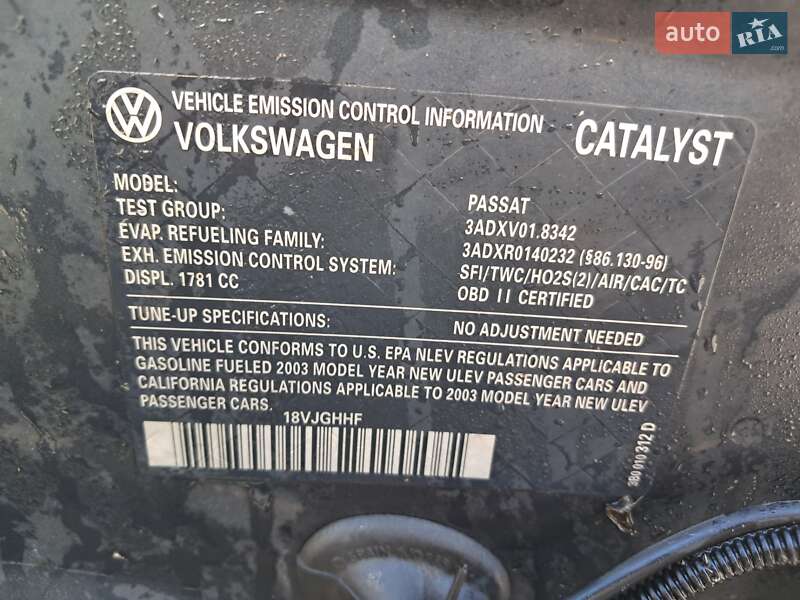 auto RIA.com
VEHICLE EMISSION CONTROL INFORMATION
VOLKSWAGEN
CATALYST
MODEL: PASSAT
TEST GROUP: 3ADXV01.8342
EVAP. REFUELING FAMILY: 3ADXR0140232 (§86.130-96)
EXH. EMISSION CONTROL SYSTEM: SFI/TWC/HO2S(2)/AIR/CAC/TC
DISPL. 1781 CC OBD II CERTIFIED
TUNE-UP SPECIFICATIONS: NO ADJUSTMENT NEEDED
THIS VEHICLE CONFORMS TO U.S. EPA NLEV REGULATIONS APPLICABLE TO
GASOLINE FUELED 2003 MODEL YEAR NEW ULEV PASSENGER CARS AND
CALIFORNIA REGULATIONS APPLICABLE TO 2003 MODEL YEAR NEW ULEV
PASSENGER CARS.
18VJGHHF
3B0 010 312 D